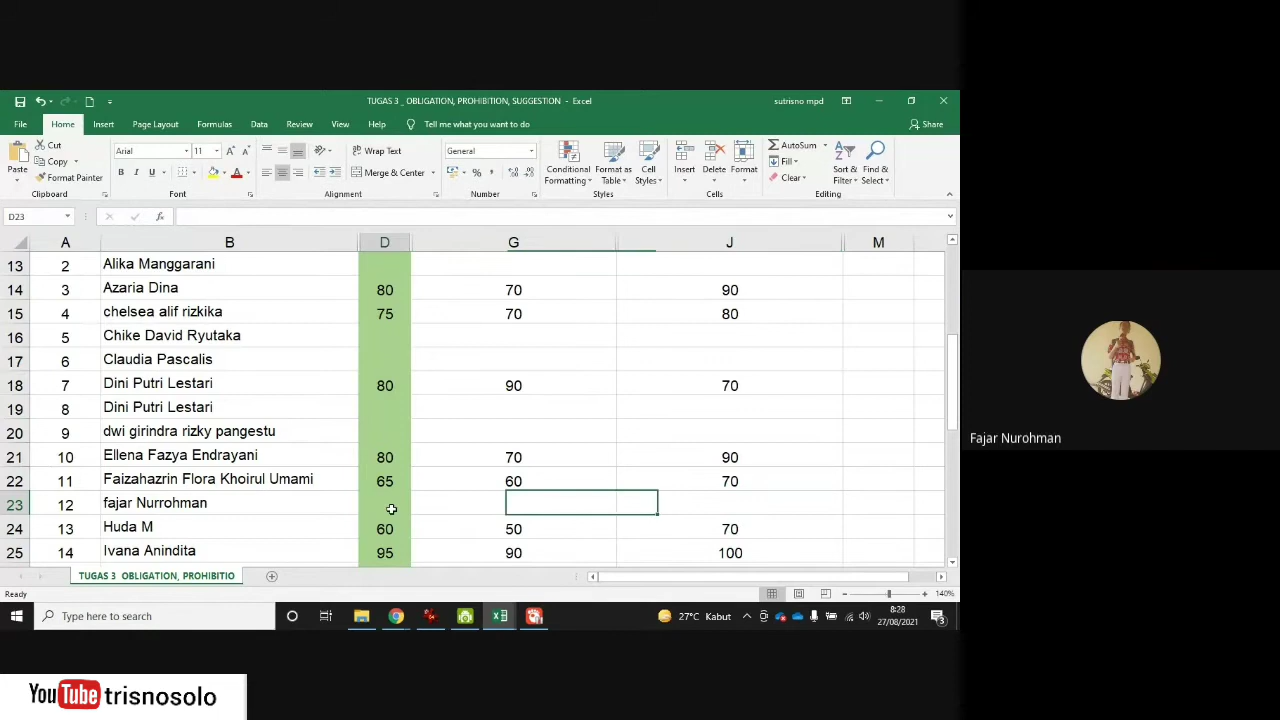 TUGAS 3 _ OBLIGATION, PROHIBITION, SUGGESTION - Excel
sutrisno mpd
File Home Insert Page Layout Formulas Data Review View Help Tell me what you want to do Share
Paste
Cut
Copy
Format Painter
Clipboard
Arial 11
B I U
Font
Wrap Text
Merge & Center
Alignment
General
Number
Conditional Formatting
Format as Table
Cell Styles
Styles
Insert
Delete
Format
Cells
AutoSum
Fill
Clear
Sort & Filter
Find & Select
Editing
D23
fx
A B D G J M
13 2 Alika Manggarani
14 3 Azaria Dina 80 70 90
15 4 chelsea alif rizkika 75 70 80
16 5 Chike David Ryutaka
17 6 Claudia Pascalis
18 7 Dini Putri Lestari 80 90 70
19 8 Dini Putri Lestari
20 9 dwi girindra rizky pangestu
21 10 Ellena Fazya Endrayani 80 70 90
22 11 Faizahazrin Flora Khoirul Umami 65 60 70
23 12 fajar Nurrohman
24 13 Huda M 60 50 70
25 14 Ivana Anindita 95 90 100
TUGAS 3 OBLIGATION, PROHIBITIO
Ready
140%
Type here to search
27°C Kabut
8:28
27/08/2021
3
Fajar Nurohman
YouTube trisnosolo